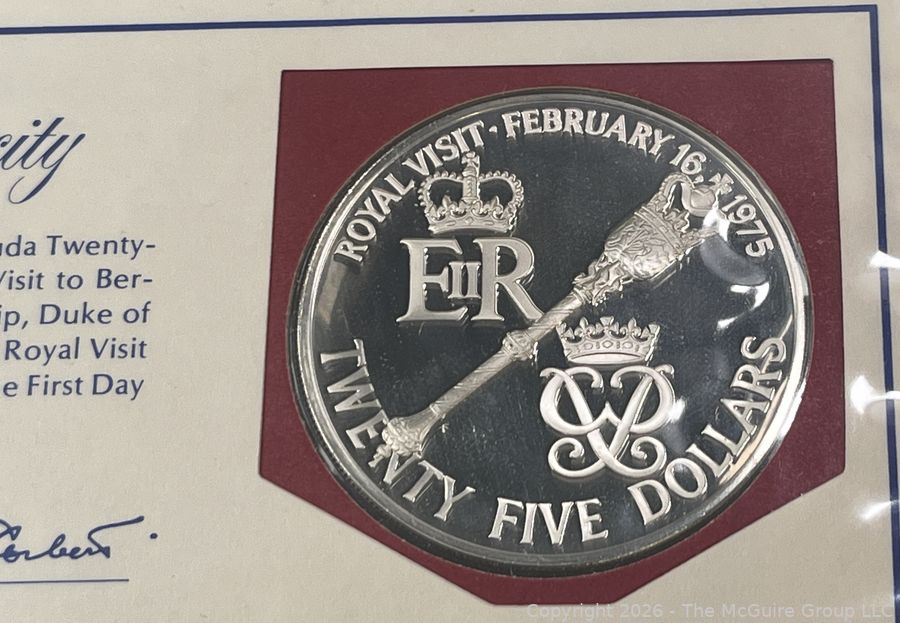 city
uda Twenty-
Visit to Ber-
ip, Duke of
Royal Visit
e First Day
ROYAL VISIT · FEBRUARY 16, 1975
EIIR
TWENTY FIVE DOLLARS
Copyright 2026 - The McGuire Group LLC